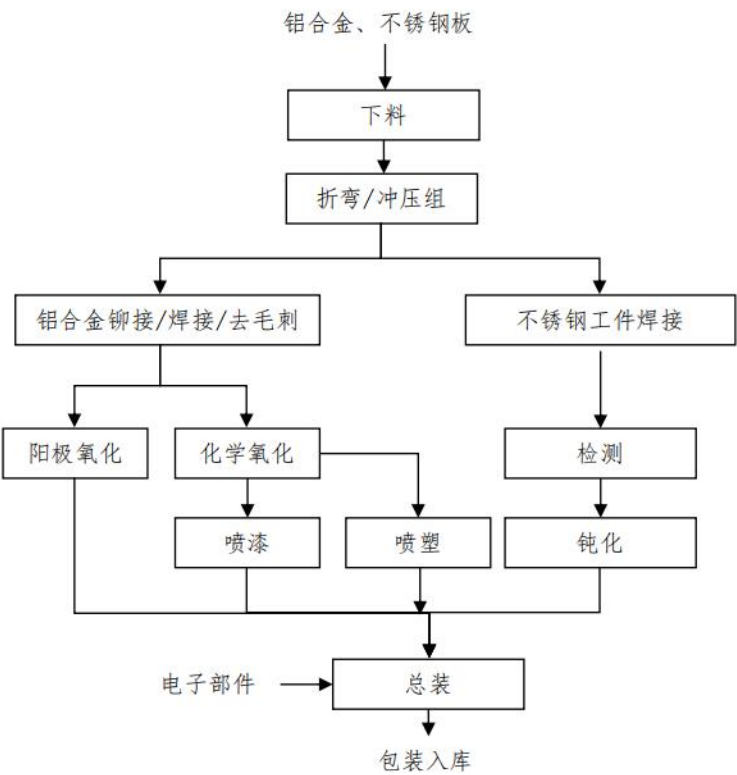 铝合金、不锈钢板
下料
折弯/冲压组
铝合金铆接/焊接/去毛刺
不锈钢工件焊接
阳极氧化
化学氧化
检测
喷漆
喷塑
钝化
电子部件
总装
包装入库